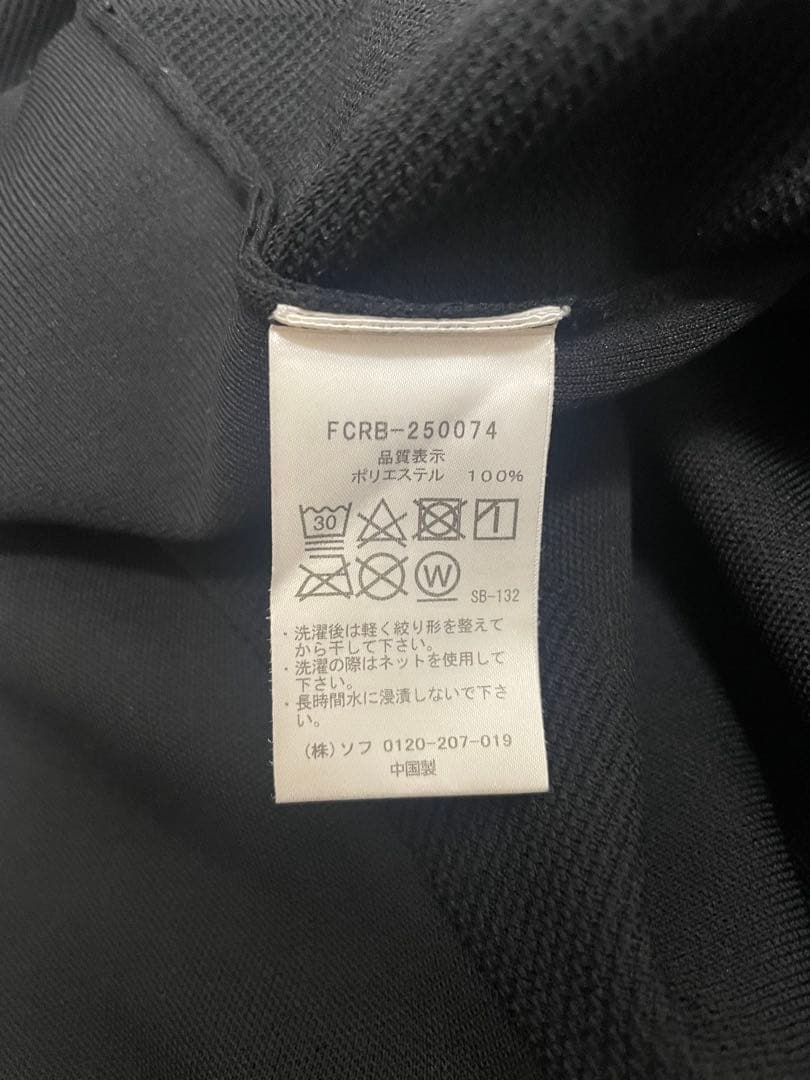 FCRB-250074
品質表示
ポリエステル 100%
30
W
SB-132
・洗濯後は軽く絞り形を整えて
から干して下さい。
・洗濯の際はネットを使用して
下さい。
・長時間水に浸漬しないで下さ
い。
(株)ソフ 0120-207-019
中国製